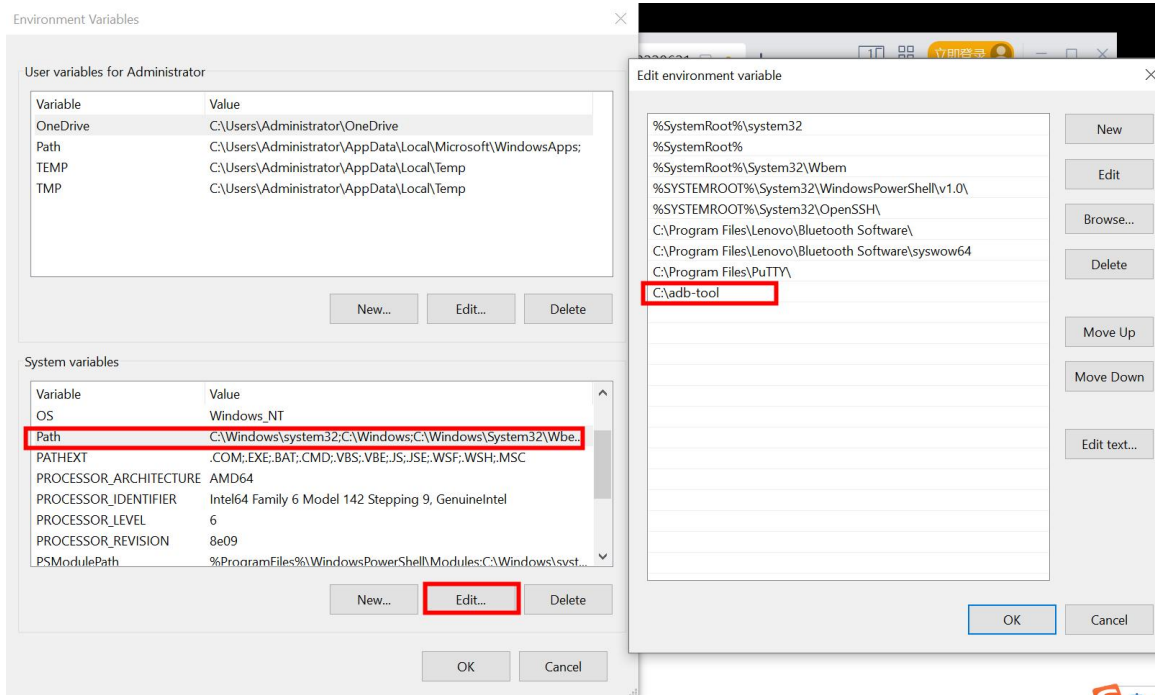 Environment Variables
User variables for Administrator
Variable Value
OneDrive C:\Users\Administrator\OneDrive
Path C:\Users\Administrator\AppData\Local\Microsoft\WindowsApps;
TEMP C:\Users\Administrator\AppData\Local\Temp
TMP C:\Users\Administrator\AppData\Local\Temp
New... Edit... Delete
System variables
Variable Value
OS Windows_NT
Path C:\Windows\system32;C:\Windows;C:\Windows\System32\Wbe...
PATHEXT .COM;.EXE;.BAT;.CMD;.VBS;.VBE;.JS;.JSE;.WSF;.WSH;.MSC
PROCESSOR_ARCHITECTURE AMD64
PROCESSOR_IDENTIFIER Intel64 Family 6 Model 142 Stepping 9, GenuineIntel
PROCESSOR_LEVEL 6
PROCESSOR_REVISION 8e09
PSModulePath %ProgramFiles%\WindowsPowerShell\Modules;C:\Windows\syst...
New... Edit... Delete
OK Cancel
立即登录
Edit environment variable
%SystemRoot%\system32
%SystemRoot%
%SystemRoot%\System32\Wbem
%SYSTEMROOT%\System32\WindowsPowerShell\v1.0\
%SYSTEMROOT%\System32\OpenSSH\
C:\Program Files\Lenovo\Bluetooth Software\
C:\Program Files\Lenovo\Bluetooth Software\syswow64
C:\Program Files\PuTTY\
C:\adb-tool
New
Edit
Browse...
Delete
Move Up
Move Down
Edit text...
OK Cancel